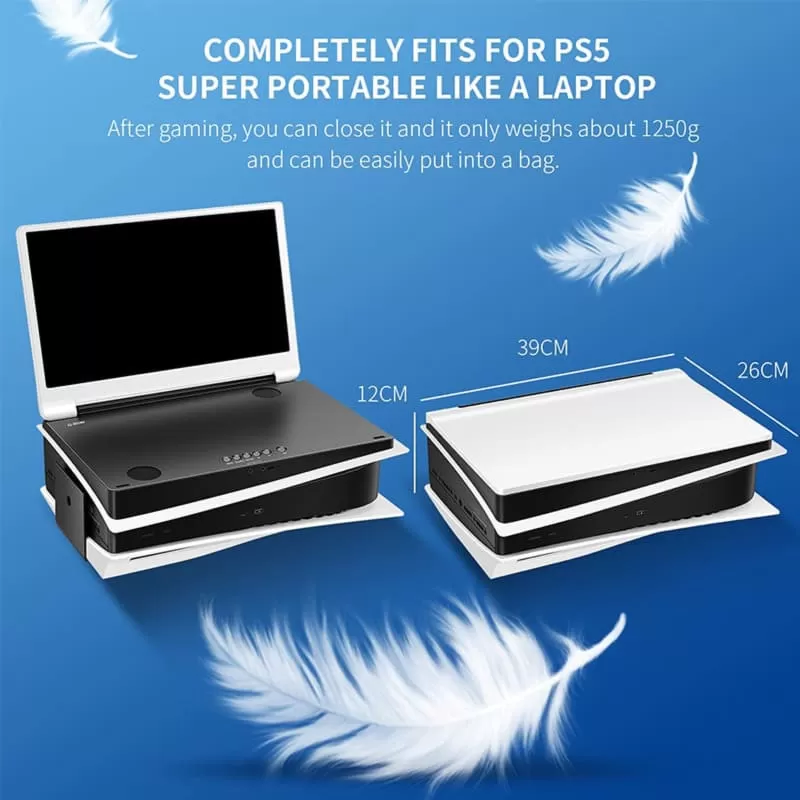 COMPLETELY FITS FOR PS5
SUPER PORTABLE LIKE A LAPTOP
After gaming, you can close it and it only weighs about 1250g
and can be easily put into a bag.
39CM
26CM
12CM